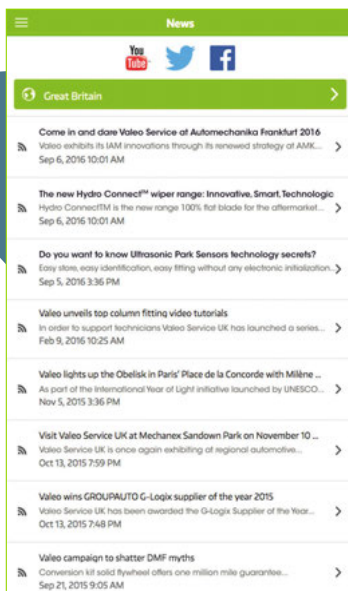 News
You
Tube
Great Britain
Come in and dare Valeo Service at Automechanika Frankfurt 2016
Valeo exhibits its IAM innovations through its renewed strategy at AMK...
Sep 6, 2016 10:01 AM
The new Hydro Connect™ wiper range: Innovative, Smart, Technologic
Hydro ConnectTM is the new range 100% flat blade for the aftermarket...
Sep 6, 2016 10:01 AM
Do you want to know Ultrasonic Park Sensors technology secrets?
Easy store, easy identification, easy fitting without any electronic initialization...
Sep 5, 2016 3:36 PM
Valeo unveils top column fitting video tutorials
In order to support technicians Valeo Service UK has launched a series...
Feb 9, 2016 10:25 AM
Valeo lights up the Obelisk in Paris' Place de la Concorde with Milène ...
As part of the International Year of Light initiative launched by UNESCO...
Nov 5, 2015 3:36 PM
Visit Valeo Service UK at Mechanex Sandown Park on November 10 ...
Valeo Service UK is once again exhibiting at regional automotive...
Oct 13, 2015 7:59 PM
Valeo wins GROUPAUTO G-Logix supplier of the year 2015
Valeo Service UK has been awarded the G-Logix Supplier of the Year...
Oct 13, 2015 7:48 PM
Valeo campaign to shatter DMF myths
Conversion kit solid flywheel offers one million mile guarantee...
Sep 21, 2015 9:05 AM